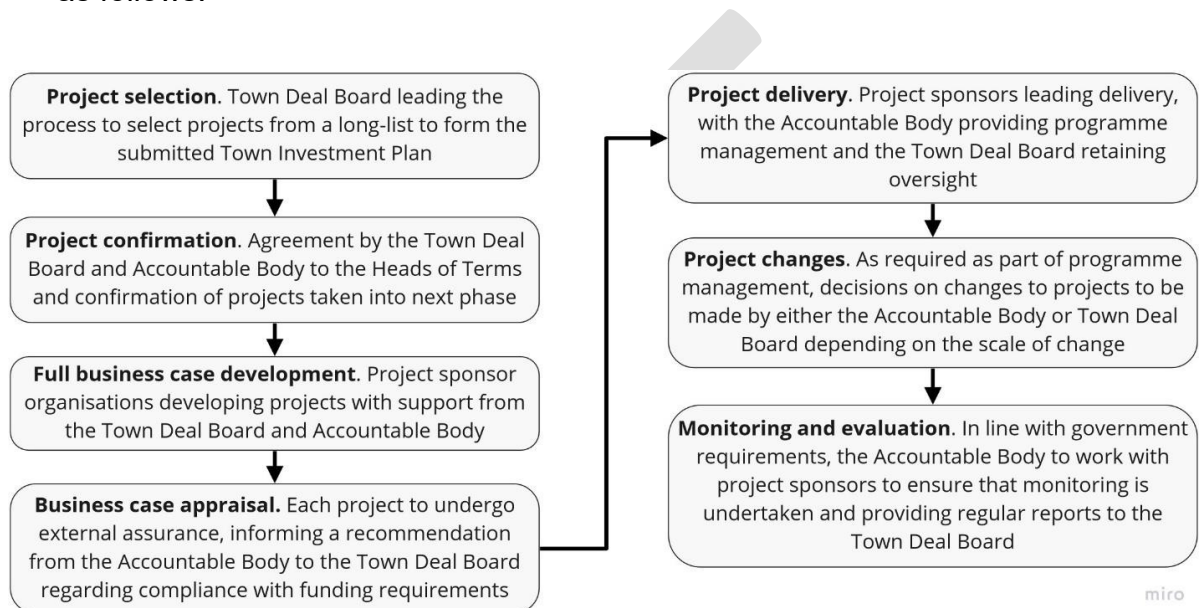 Project selection. Town Deal Board leading the
process to select projects from a long-list to form the
submitted Town Investment Plan
Project confirmation. Agreement by the Town Deal
Board and Accountable Body to the Heads of Terms
and confirmation of projects taken into next phase
Full business case development. Project sponsor
organisations developing projects with support from
the Town Deal Board and Accountable Body
Business case appraisal. Each project to undergo
external assurance, informing a recommendation
from the Accountable Body to the Town Deal Board
regarding compliance with funding requirements
Project delivery. Project sponsors leading delivery,
with the Accountable Body providing programme
management and the Town Deal Board retaining
oversight
Project changes. As required as part of programme
management, decisions on changes to projects to be
made by either the Accountable Body or Town Deal
Board depending on the scale of change
Monitoring and evaluation. In line with government
requirements, the Accountable Body to work with
project sponsors to ensure that monitoring is
undertaken and providing regular reports to the
Town Deal Board
miro